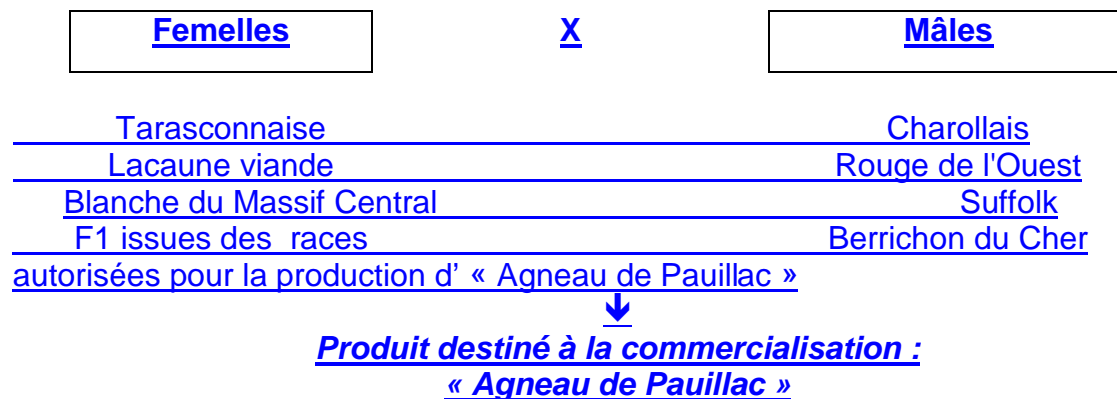 Femelles X Mâles
Tarasconnaise Charollais
Lacaune viande Rouge de l'Ouest
Blanche du Massif Central Suffolk
F1 issues des races Berrichon du Cher
autorisées pour la production d’ « Agneau de Pauillac »
Produit destiné à la commercialisation :
« Agneau de Pauillac »